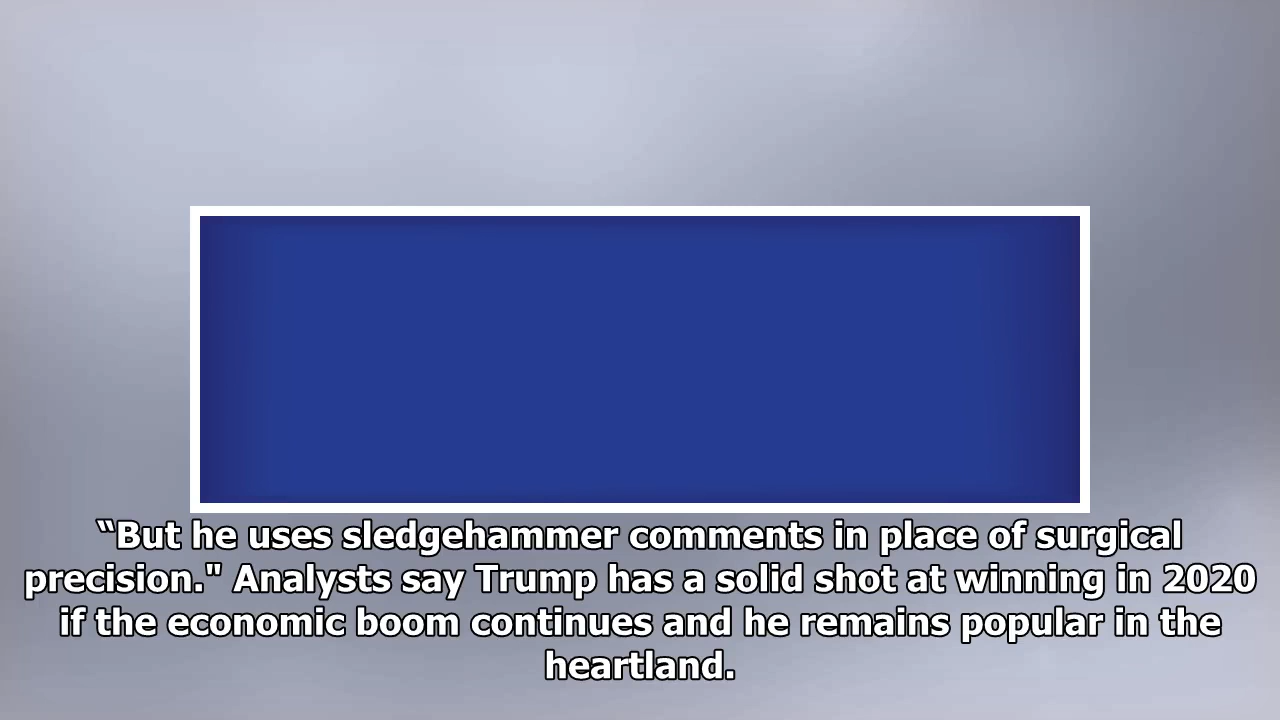 “But he uses sledgehammer comments in place of surgical
precision." Analysts say Trump has a solid shot at winning in 2020
if the economic boom continues and he remains popular in the
heartland.